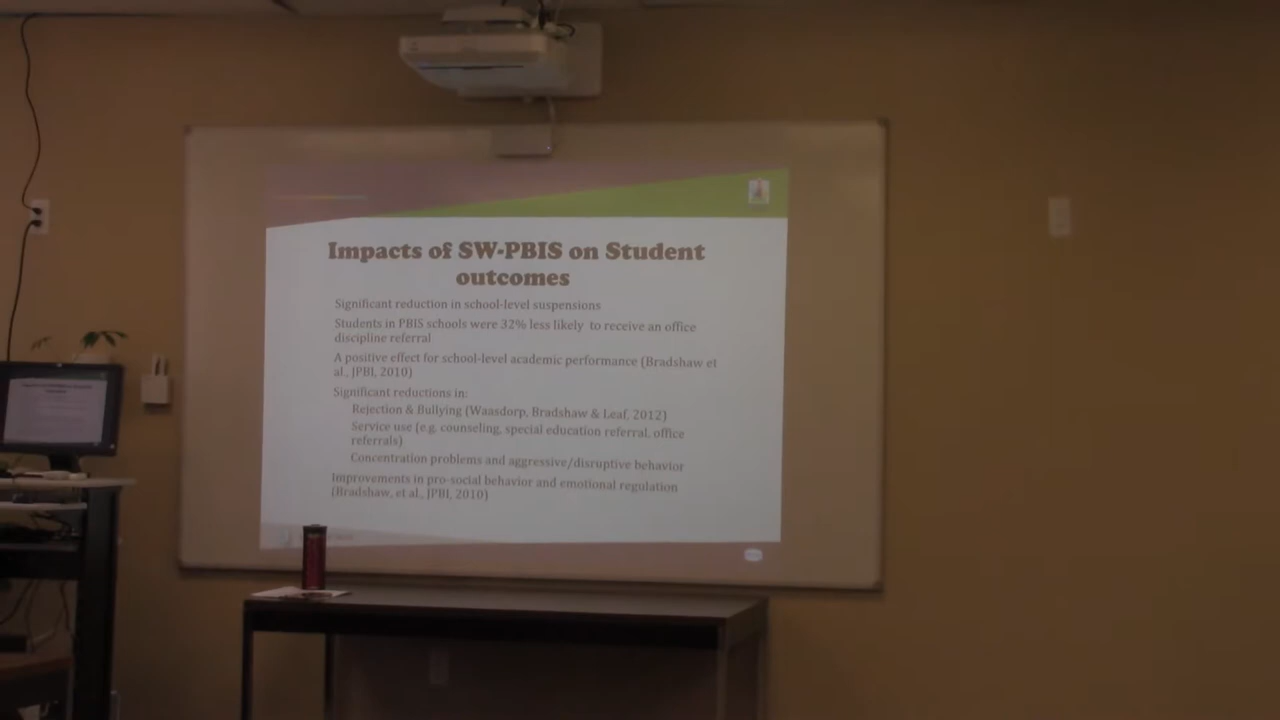 Impacts of SW-PBIS on Student
outcomes
Significant reduction in school-level suspensions
Students in PBIS schools were 32% less likely to receive an office
discipline referral
A positive effect for school-level academic performance (Bradshaw et
al., JPBI, 2010)
Significant reductions in:
Rejection & Bullying (Waasdorp, Bradshaw & Leaf, 2012)
Service use (e.g. counseling, special education referral, office
referrals)
Concentration problems and aggressive/disruptive behavior
Improvements in pro-social behavior and emotional regulation
(Bradshaw, et al., JPBI, 2010)